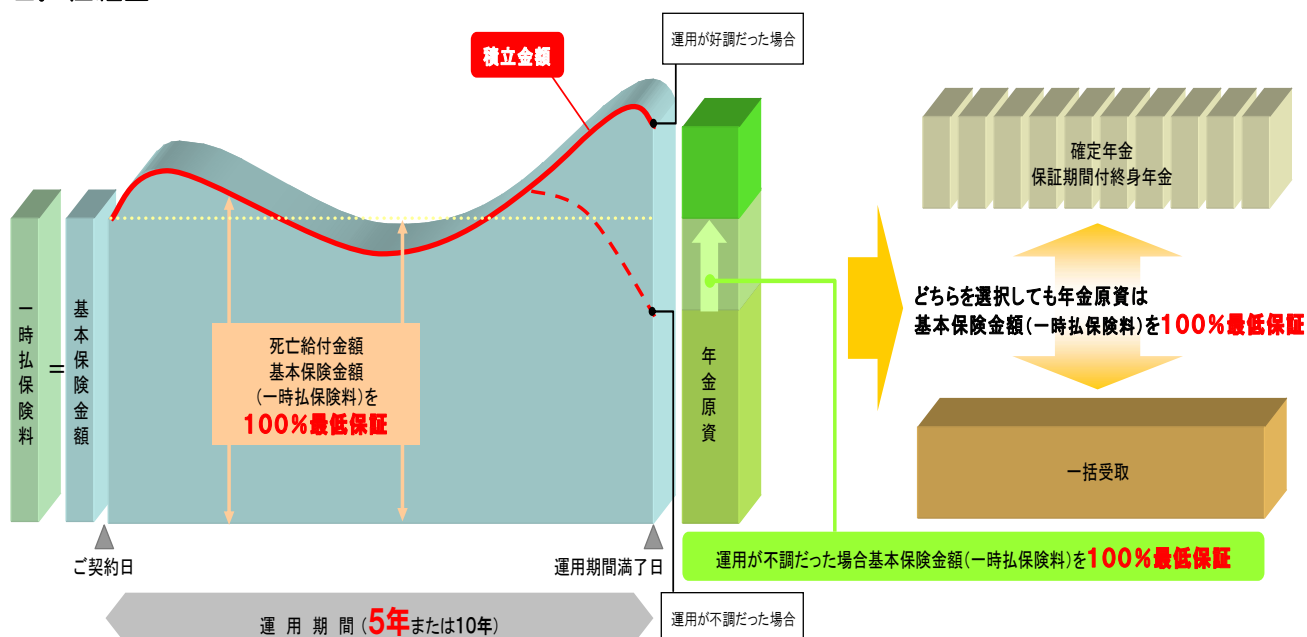 運用が好調だった場合
積立金額
確定年金
保証期間付終身年金
一時払保険料
=
基本保険金額
死亡給付金額
基本保険金額
(一時払保険料)を
100%最低保証
年金原資
どちらを選択しても年金原資は
基本保険金額(一時払保険料)を100%最低保証
一括受取
ご契約日
運用期間満了日
運用が不調だった場合基本保険金額(一時払保険料)を100%最低保証
運用期間(5年または10年)
運用が不調だった場合